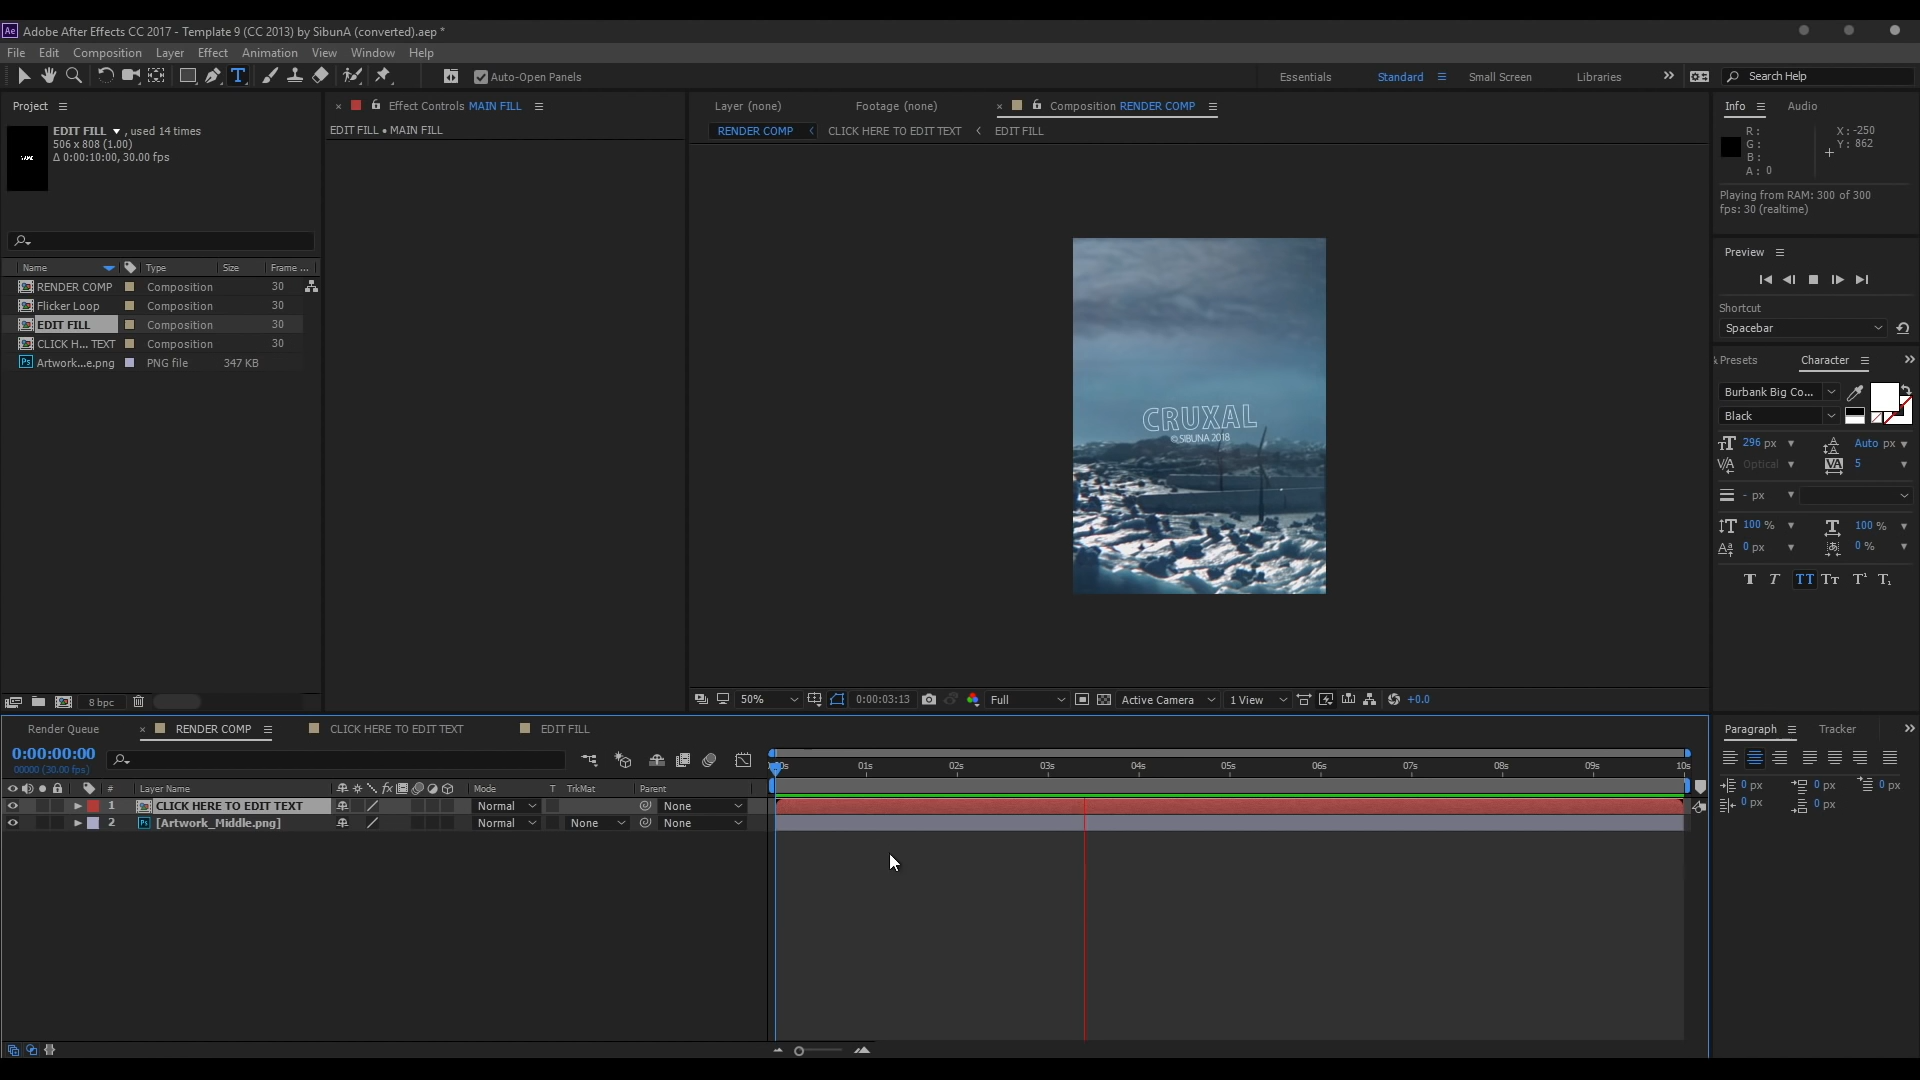 Ae Adobe After Effects CC 2017 - Template 9 (CC 2013) by SibunA (converted).aep *
File Edit Composition Layer Effect Animation View Window Help
T Auto-Open Panels Essentials Standard Small Screen Libraries Search Help
Project
EDIT FILL , used 14 times
506 x 808 (1.00)
Δ 0:00:10:00, 30.00 fps
Name Type Size Frame ...
RENDER COMP Composition 30
Flicker Loop Composition 30
EDIT FILL Composition 30
CLICK H... TEXT Composition 30
Artwork...e.png PNG file 347 KB
8 bpc
Effect Controls MAIN FILL
EDIT FILL • MAIN FILL
Layer (none) Footage (none) Composition RENDER COMP
RENDER COMP CLICK HERE TO EDIT TEXT EDIT FILL
CRUXAL
© SIBUNA 2018
50% 0:00:03:13 Full Active Camera 1 View +0.0
Info Audio
R : X : -250
G : Y : 862
B :
A : 0
Playing from RAM: 300 of 300
fps: 30 (realtime)
Preview
Shortcut
Spacebar
& Presets Character
Burbank Big Co...
Black
296 px Auto px
Optical 5
- px
100 % 100 %
0 px 0 %
T T TT Tт T¹ T₁
Render Queue RENDER COMP CLICK HERE TO EDIT TEXT EDIT FILL
0:00:00:00
00000 (30.00 fps)
01s 02s 03s 04s 05s 06s 07s 08s 09s 10s
# Layer Name fx Mode T TrkMat Parent
1 CLICK HERE TO EDIT TEXT Normal None
2 [Artwork_Middle.png] Normal None None
Paragraph Tracker
0 px 0 px 0 px
0 px 0 px